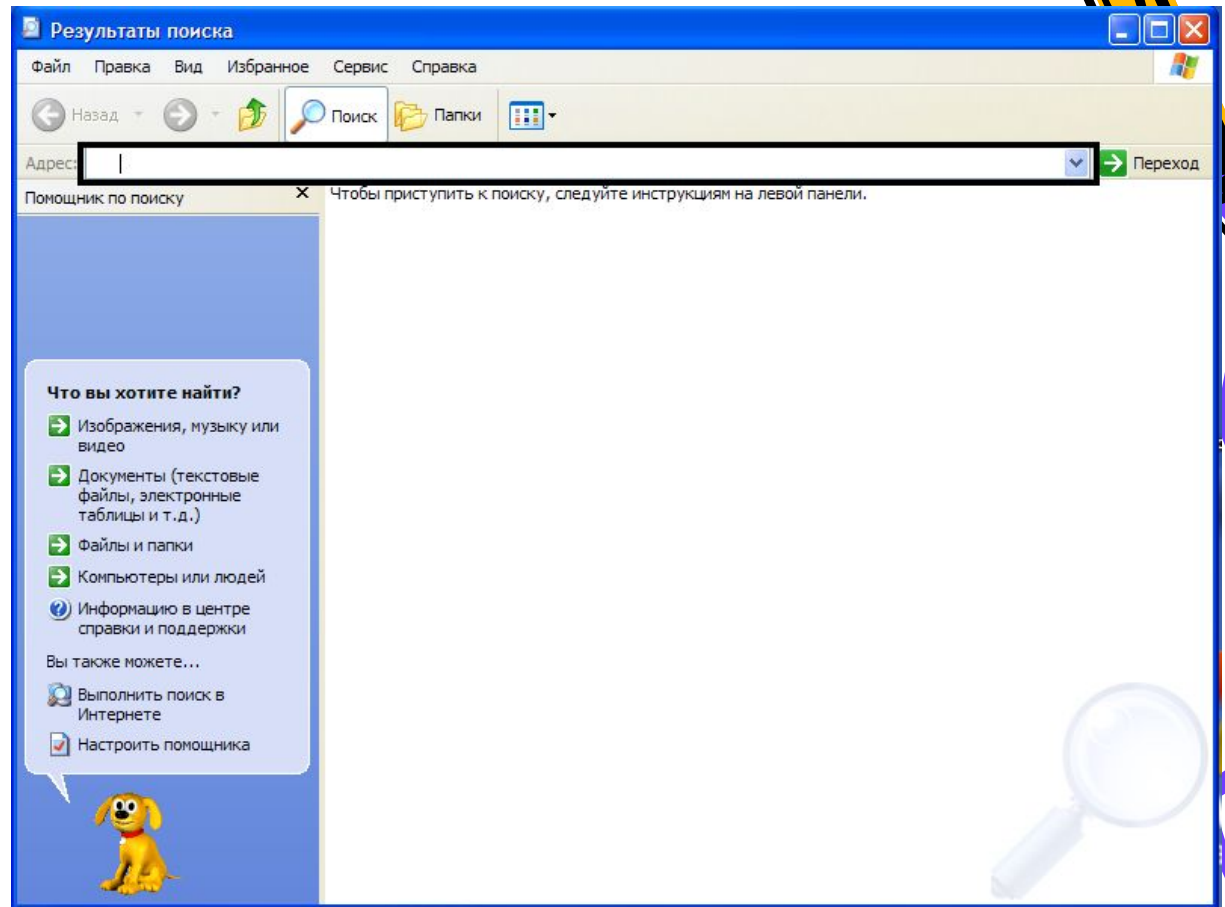 Результаты поиска
Файл Правка Вид Избранное Сервис Справка
Назад Поиск Папки
Адрес: Переход
Помощник по поиску
Чтобы приступить к поиску, следуйте инструкциям на левой панели.
Что вы хотите найти?
Изображения, музыку или
видео
Документы (текстовые
файлы, электронные
таблицы и т.д.)
Файлы и папки
Компьютеры или людей
Информацию в центре
справки и поддержки
Вы также можете...
Выполнить поиск в
Интернете
Настроить помощника